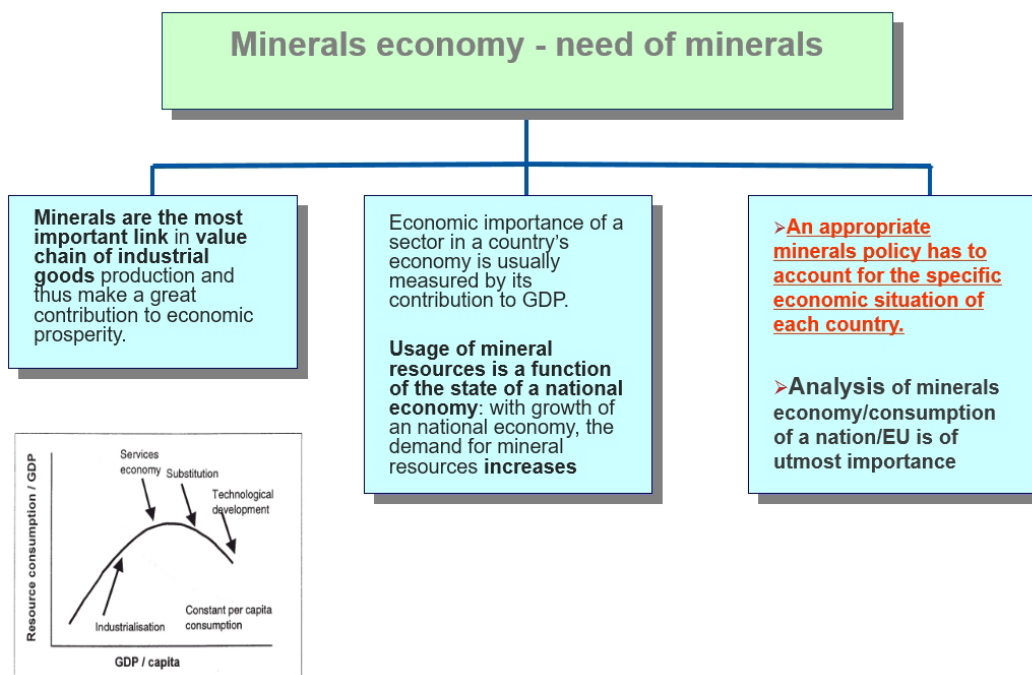 Minerals economy - need of minerals
Minerals are the most
important link in value
chain of industrial
goods production and
thus make a great
contribution to economic
prosperity.
Economic importance of a
sector in a country's
economy is usually
measured by its
contribution to GDP.
Usage of mineral
resources is a function
of the state of a national
economy: with growth of
an national economy, the
demand for mineral
resources increases
➢An appropriate
minerals policy has to
account for the specific
economic situation of
each country.
➢Analysis of minerals
economy/consumption
of a nation/EU is of
utmost importance
Resource consumption / GDP
Services
economy
Substitution
Technological
development
Industrialisation
Constant per capita
consumption
GDP / capita